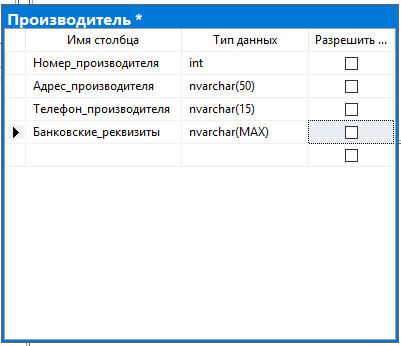 Производитель *
Имя столбца Тип данных Разрешить ...
Номер_производителя int
Адрес_производителя nvarchar(50)
Телефон_производителя nvarchar(15)
Банковские_реквизиты nvarchar(MAX)